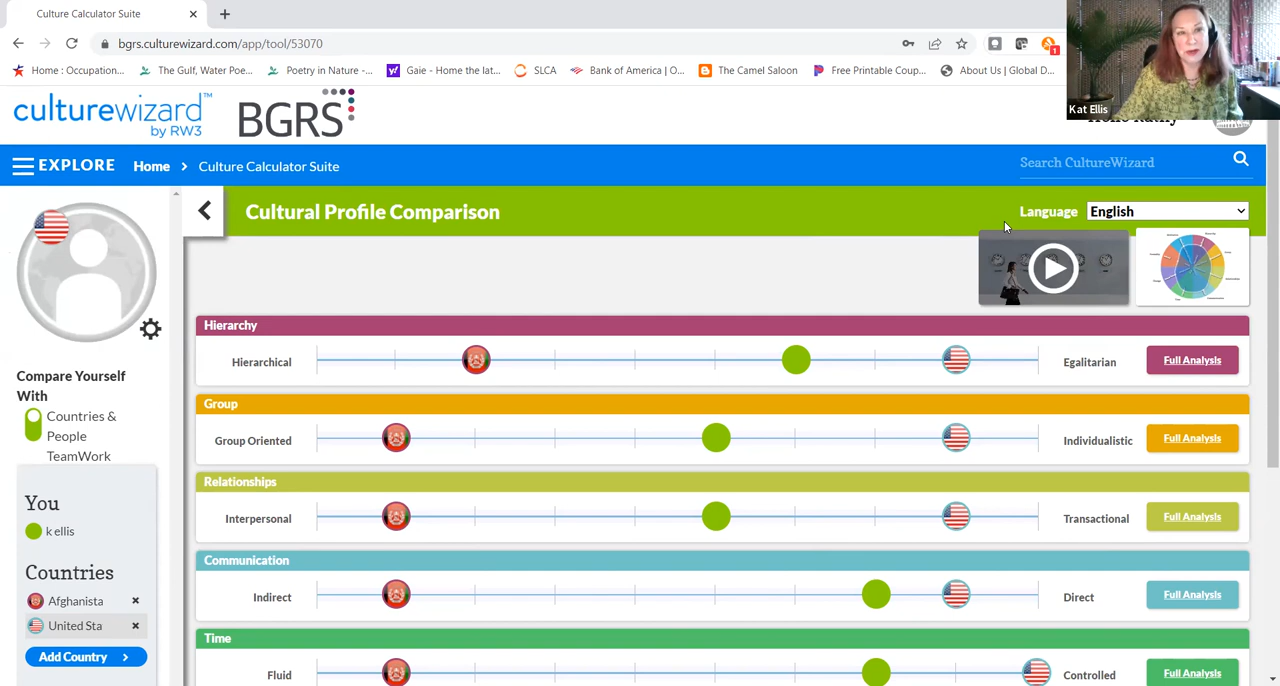 Culture Calculator Suite
bgrs.culturewizard.com/app/tool/53070
1
Home : Occupation...
The Gulf, Water Poe...
Poetry in Nature -...
Gaie - Home the lat...
SLCA
Bank of America | O...
The Camel Saloon
Free Printable Coup...
About Us | Global D...
Kat Ellis
culturewizard™
by RW3
BGRS
Hello Kathy
EXPLORE
Home > Culture Calculator Suite
Search CultureWizard
Cultural Profile Comparison
Language
English
Compare Yourself
With
Countries &
People
TeamWork
You
k ellis
Countries
Afghanista ×
United Sta ×
Add Country >
Hierarchy
Hierarchical
Egalitarian
Full Analysis
Group
Group Oriented
Individualistic
Full Analysis
Relationships
Interpersonal
Transactional
Full Analysis
Communication
Indirect
Direct
Full Analysis
Time
Fluid
Controlled
Full Analysis